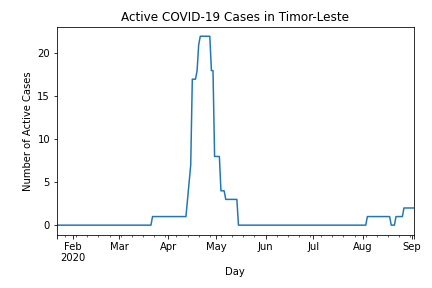 Active COVID-19 Cases in Timor-Leste
Number of Active Cases
20
15
10
5
0
Feb Mar Apr May Jun Jul Aug Sep
2020
Day